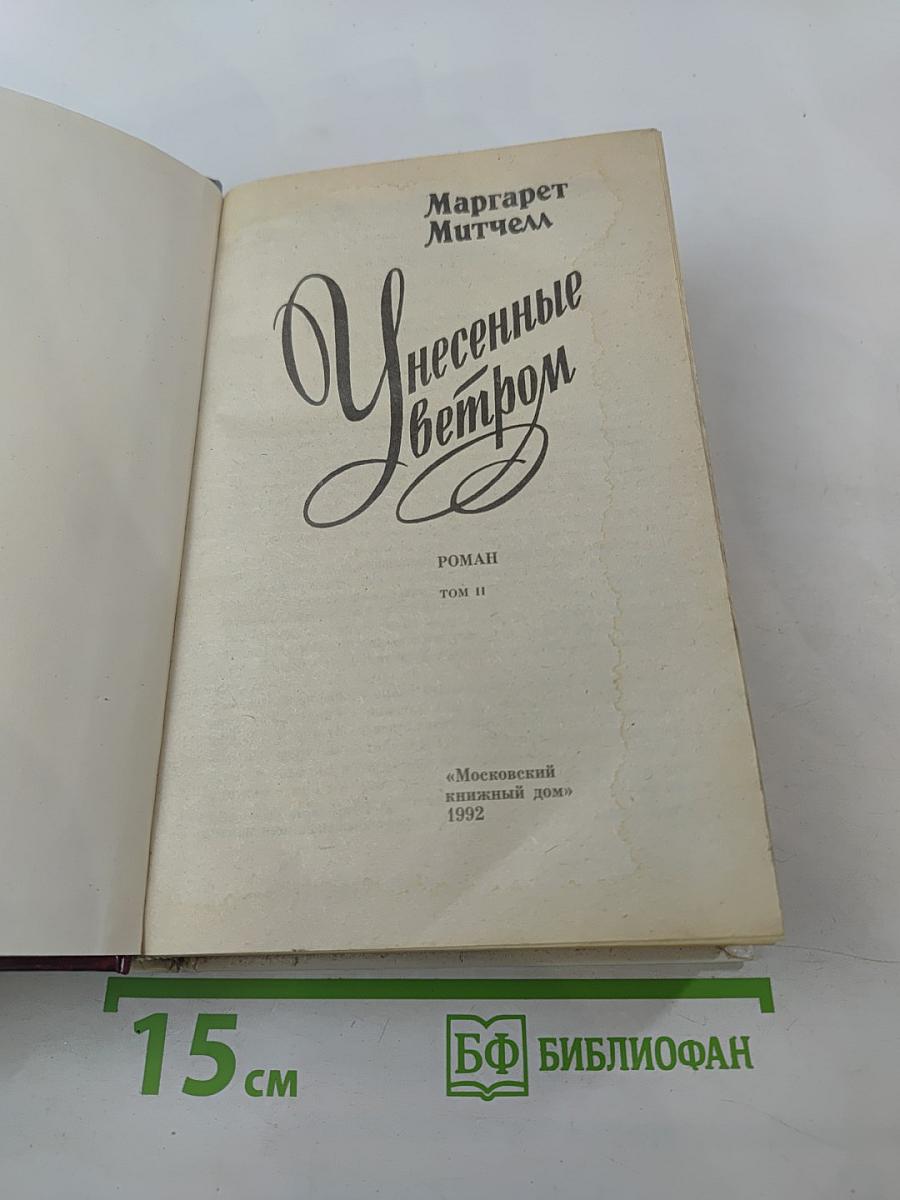 Маргарет
Митчелл
Унесенные
ветром
РОМАН
ТОМ II
«Московский
книжный дом»
1992
15 см
БФ БИБЛИОФАН